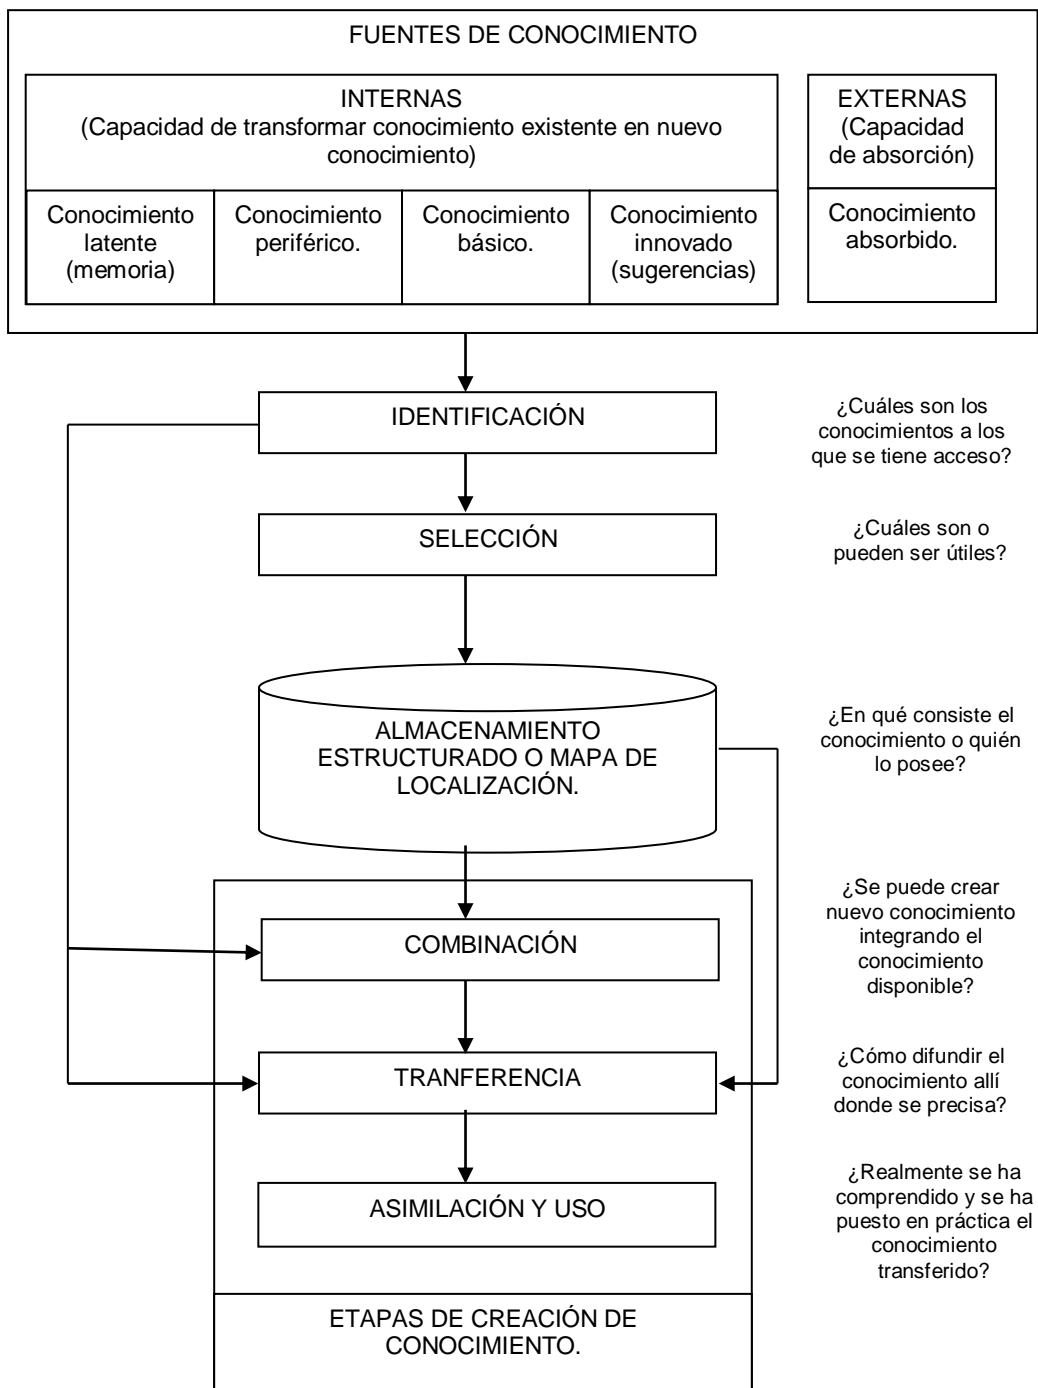 FUENTES DE CONOCIMIENTO
INTERNAS
(Capacidad de transformar conocimiento existente en nuevo
conocimiento)
EXTERNAS
(Capacidad
de absorción)
Conocimiento
latente
(memoria)
Conocimiento
periférico.
Conocimiento
básico.
Conocimiento
innovado
(sugerencias)
Conocimiento
absorbido.
IDENTIFICACIÓN
¿Cuáles son los
conocimientos a los
que se tiene acceso?
SELECCIÓN
¿Cuáles son o
pueden ser útiles?
ALMACENAMIENTO
ESTRUCTURADO O MAPA DE
LOCALIZACIÓN.
¿En qué consiste el
conocimiento o quién
lo posee?
COMBINACIÓN
¿Se puede crear
nuevo conocimiento
integrando el
conocimiento
disponible?
TRANFERENCIA
¿Cómo difundir el
conocimiento allí
donde se precisa?
ASIMILACIÓN Y USO
¿Realmente se ha
comprendido y se ha
puesto en práctica el
conocimiento
transferido?
ETAPAS DE CREACIÓN DE
CONOCIMIENTO.